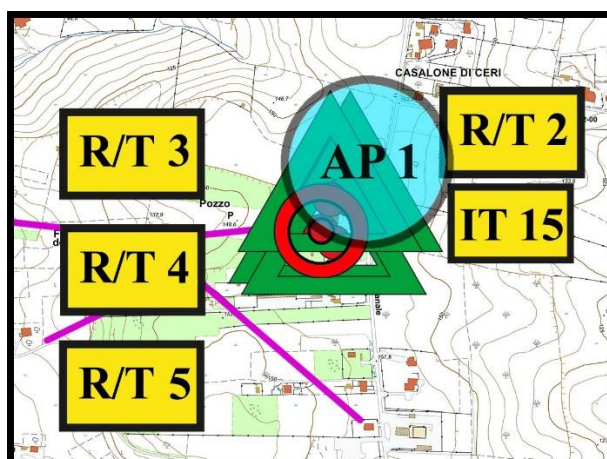 CASALONE DI CERI
R/T 3
AP 1
R/T 2
Pozzo
P
IT 15
R/T 4
R/T 5